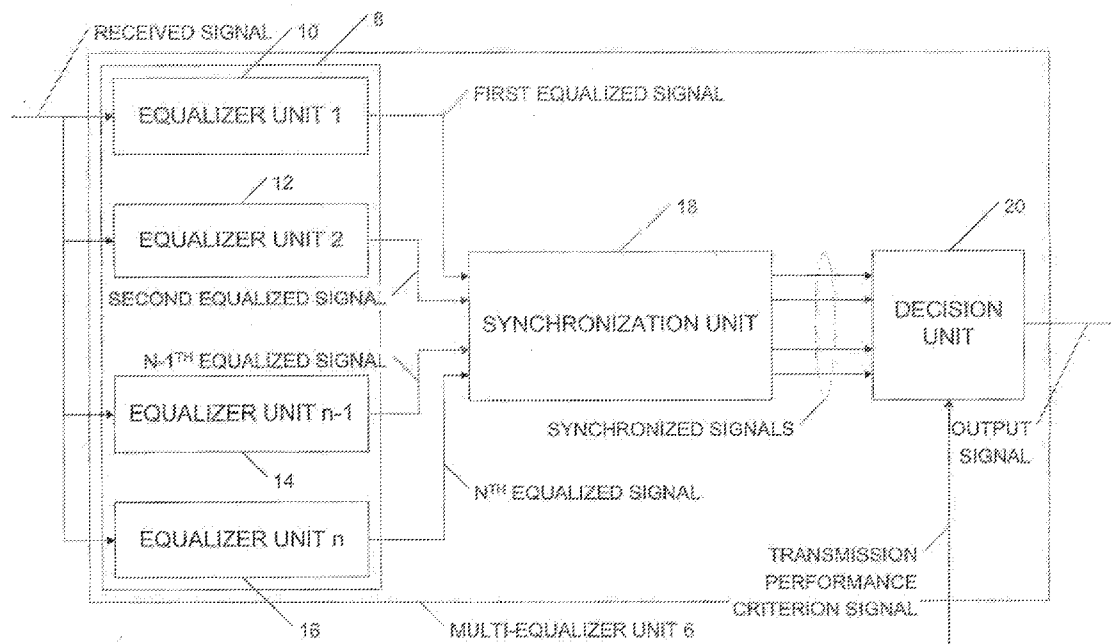 RECEIVED SIGNAL
10
8
EQUALIZER UNIT 1
FIRST EQUALIZED SIGNAL
12
EQUALIZER UNIT 2
SECOND EQUALIZED SIGNAL
18
SYNCHRONIZATION UNIT
20
DECISION
UNIT
N-1TH EQUALIZED SIGNAL
EQUALIZER UNIT n-1
14
SYNCHRONIZED SIGNALS
OUTPUT
SIGNAL
NTH EQUALIZED SIGNAL
EQUALIZER UNIT n
16
TRANSMISSION
PERFORMANCE
CRITERION SIGNAL
MULTI-EQUALIZER UNIT 6